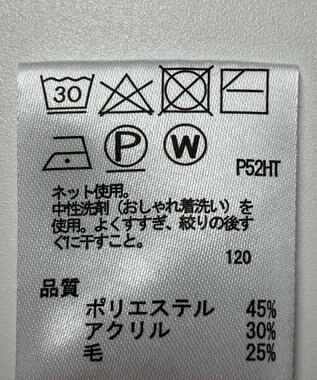 30
P W
P52HT
ネット使用。
中性洗剤（おしゃれ着洗い）を
使用。よくすすぎ、絞りの後す
ぐに干すこと。
120
品質
ポリエステル 45%
アクリル 30%
毛 25%